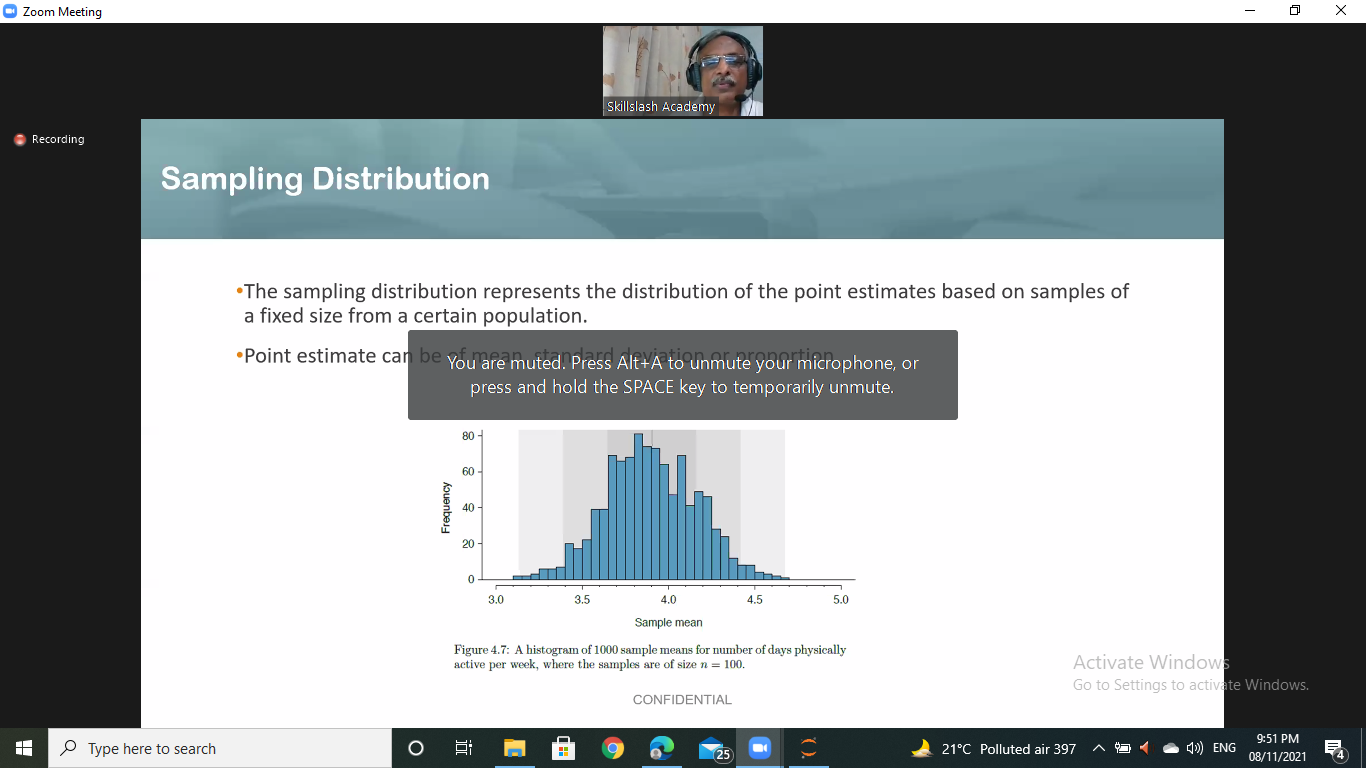 Zoom Meeting
Skillslash Academy
Recording
Sampling Distribution
•The sampling distribution represents the distribution of the point estimates based on samples of
a fixed size from a certain population.
•Point estimate can be of mean, standard deviation or proportion
You are muted. Press Alt+A to unmute your microphone, or
press and hold the SPACE key to temporarily unmute.
80
60
40
20
0
Frequency
3.0 3.5 4.0 4.5 5.0
Sample mean
Figure 4.7: A histogram of 1000 sample means for number of days physically
active per week, where the samples are of size n = 100.
CONFIDENTIAL
Activate Windows
Go to Settings to activate Windows.
Type here to search
25
21°C Polluted air 397
ENG
9:51 PM
08/11/2021
4